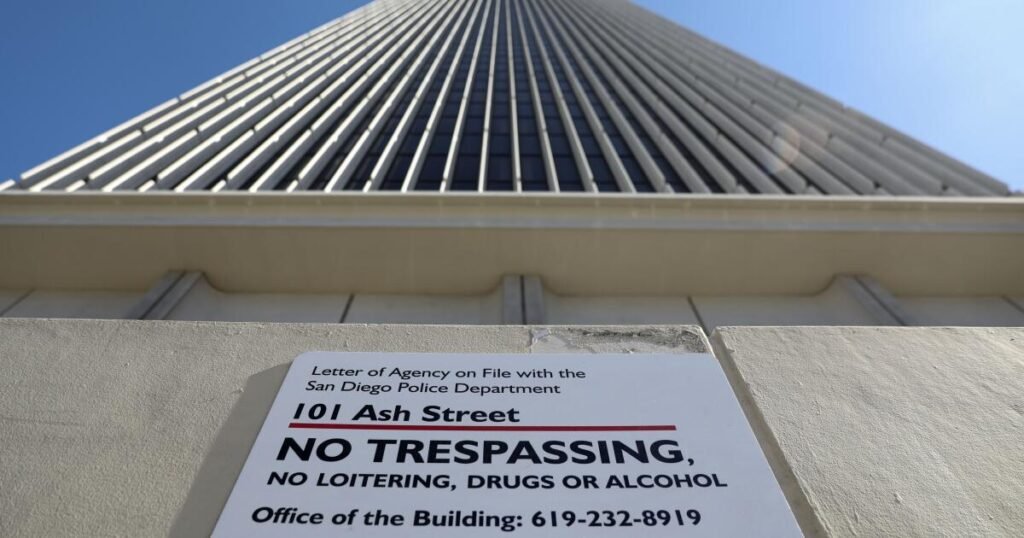 Letter of Agency on File with the
San Diego Police Department
101 Ash Street
NO TRESPASSING,
NO LOITERING, DRUGS OR ALCOHOL
Office of the Building: 619-232-8919